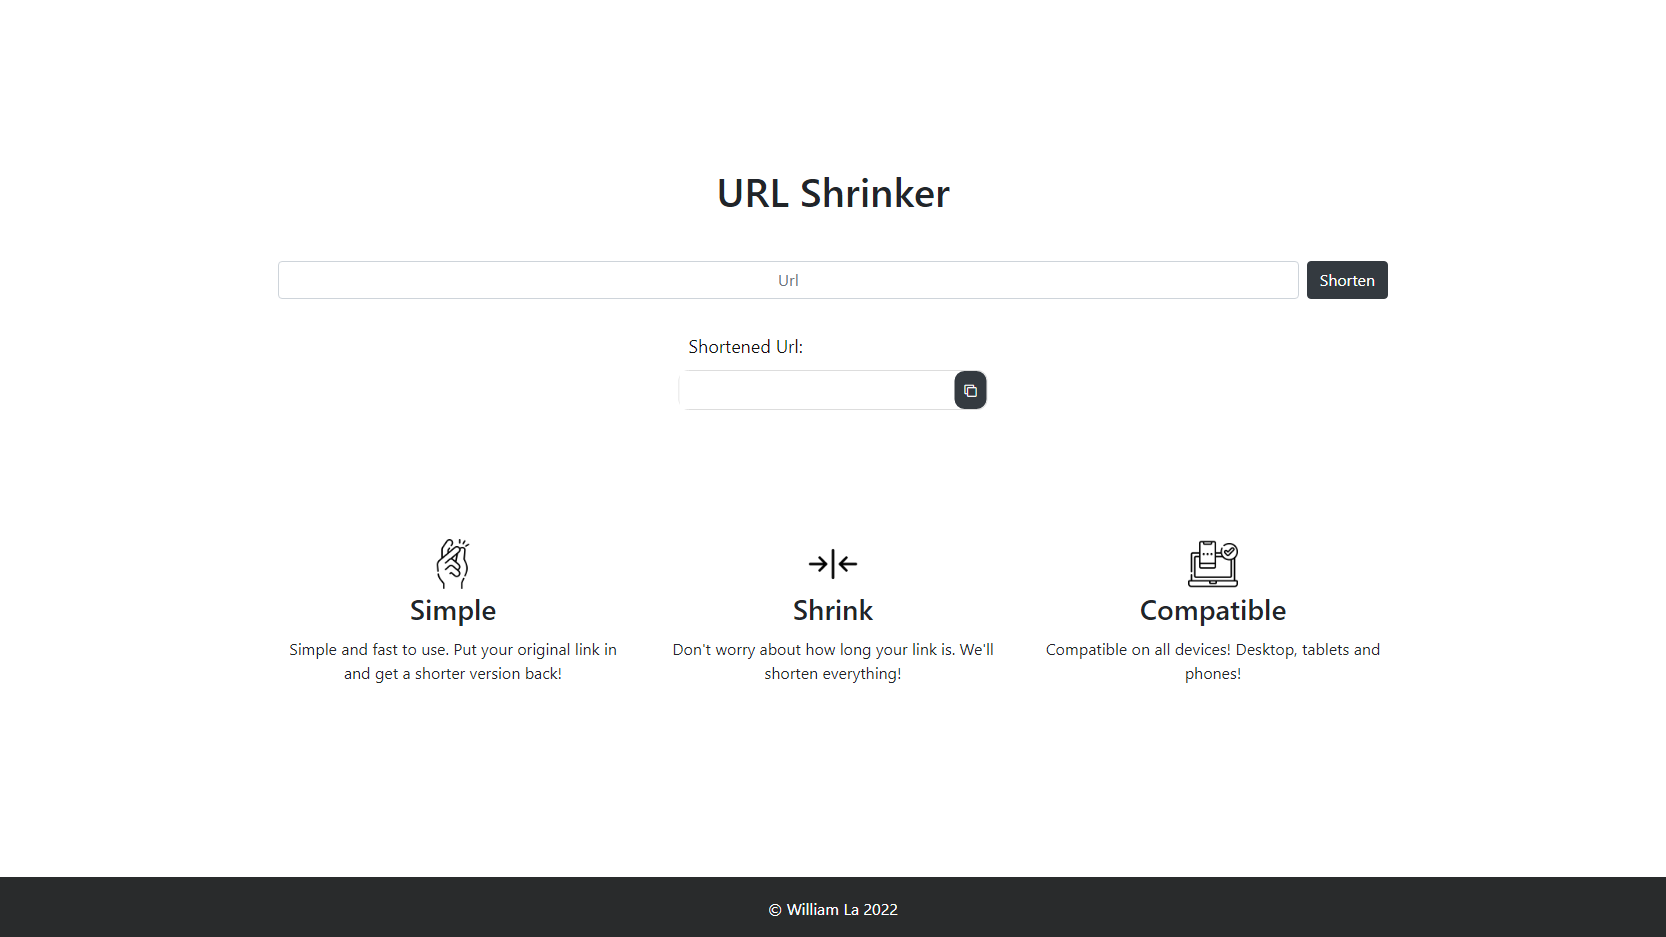 URL Shrinker
Url
Shorten
Shortened Url:
Simple
Simple and fast to use. Put your original link in
and get a shorter version back!
Shrink
Don't worry about how long your link is. We'll
shorten everything!
Compatible
Compatible on all devices! Desktop, tablets and
phones!
© William La 2022